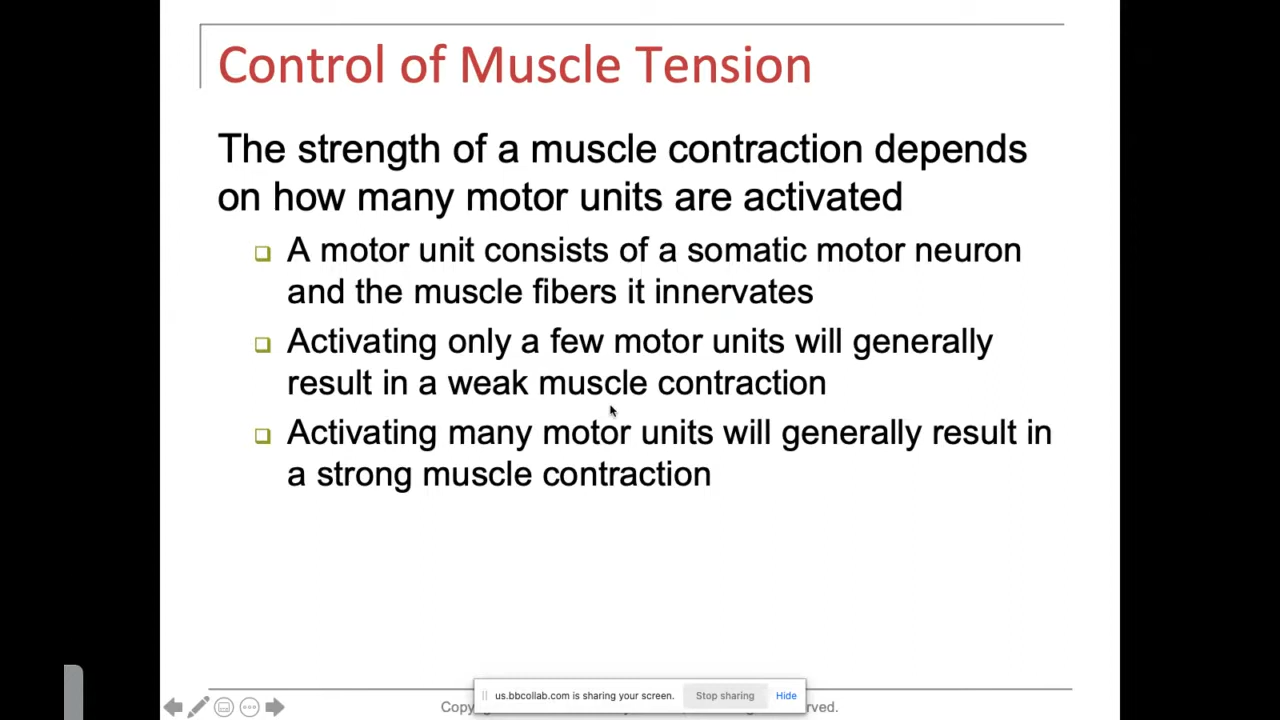 Control of Muscle Tension
The strength of a muscle contraction depends
on how many motor units are activated
A motor unit consists of a somatic motor neuron
and the muscle fibers it innervates
Activating only a few motor units will generally
result in a weak muscle contraction
Activating many motor units will generally result in
a strong muscle contraction
us.bbcollab.com is sharing your screen. Stop sharing Hide